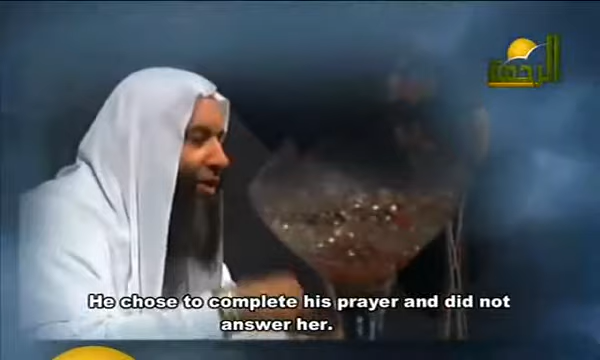 الرحمة
He chose to complete his prayer and did not
answer her.